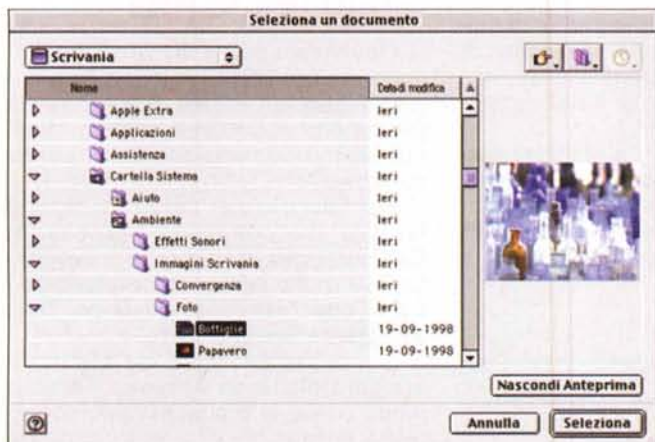 Seleziona un documento
Scrivania
Nome Data di modifica
Apple Extra Ieri
Applicazioni Ieri
Assistenza Ieri
Cartella Sistema Ieri
Aiuto Ieri
Ambiente Ieri
Effetti Sonori Ieri
Immagini Scrivania Ieri
Convergenza Ieri
Foto Ieri
Bottiglie 19-09-1998
Papavero 19-09-1998
Nascondi Anteprima
?
Annulla Seleziona